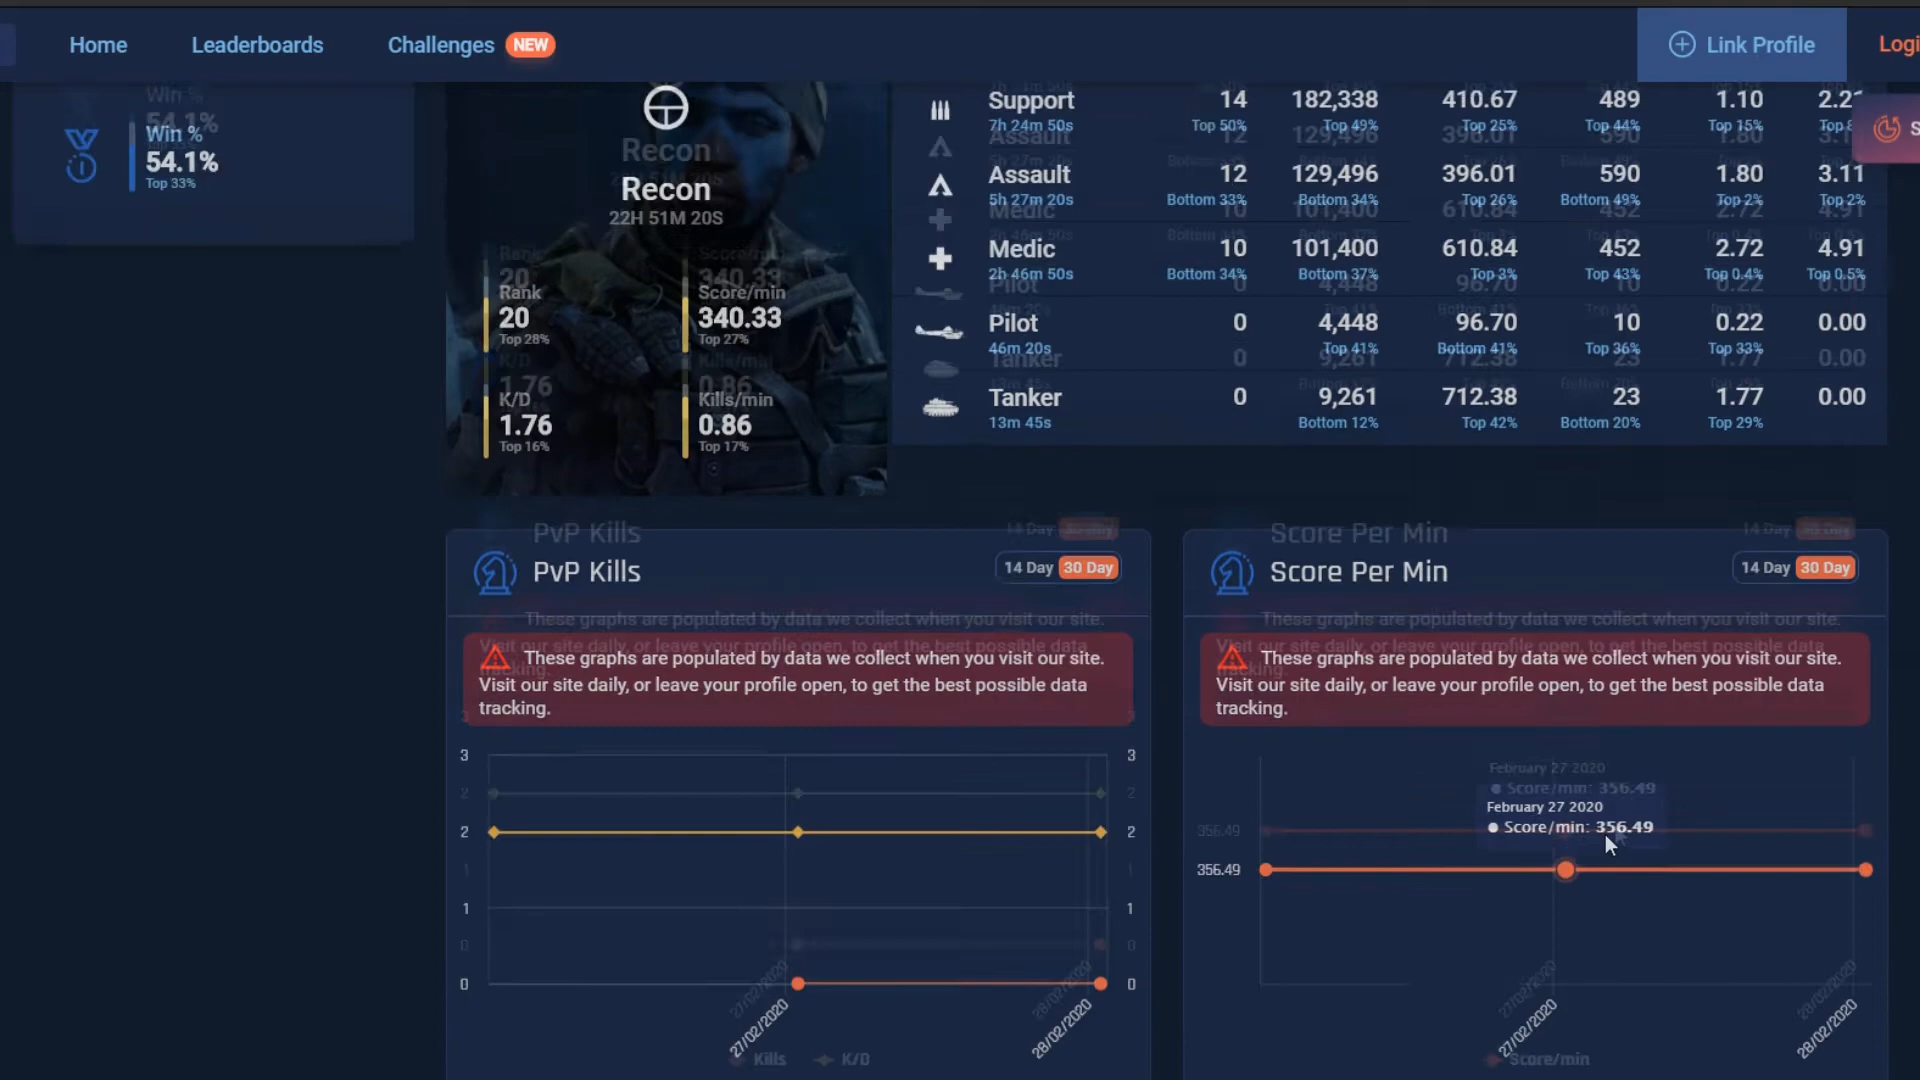 Home Leaderboards Challenges NEW Link Profile Logi
Win %
54.1%
Top 33%
Recon
22H 51M 20S
Rank
20
Top 28%
Score/min
340.33
Top 27%
K/D
1.76
Top 16%
Kills/min
0.86
Top 17%
Support 14 182,338 410.67 489 1.10
7h 24m 50s Top 50% Top 49% Top 25% Top 44% Top 15%
Assault 12 129,496 396.01 590 1.80 3.11
5h 27m 20s Bottom 33% Bottom 34% Top 26% Bottom 49% Top 2% Top 2%
Medic 10 101,400 610.84 452 2.72 4.91
2h 46m 50s Bottom 34% Bottom 37% Top 3% Top 43% Top 0.4% Top 0.5%
Pilot 0 4,448 96.70 10 0.22 0.00
46m 20s Top 41% Bottom 41% Top 36% Top 33%
Tanker 0 9,261 712.38 23 1.77 0.00
13m 45s Bottom 12% Top 42% Bottom 20% Top 29%
PvP Kills
14 Day 30 Day
These graphs are populated by data we collect when you visit our site.
Visit our site daily, or leave your profile open, to get the best possible data
tracking.
3 3
2 2
1 1
0 0
27/02/2020 28/02/2020
Kills K/D
Score Per Min
14 Day 30 Day
These graphs are populated by data we collect when you visit our site.
Visit our site daily, or leave your profile open, to get the best possible data
tracking.
February 27 2020
Score/min: 356.49
356.49
27/02/2020 28/02/2020
Score/min